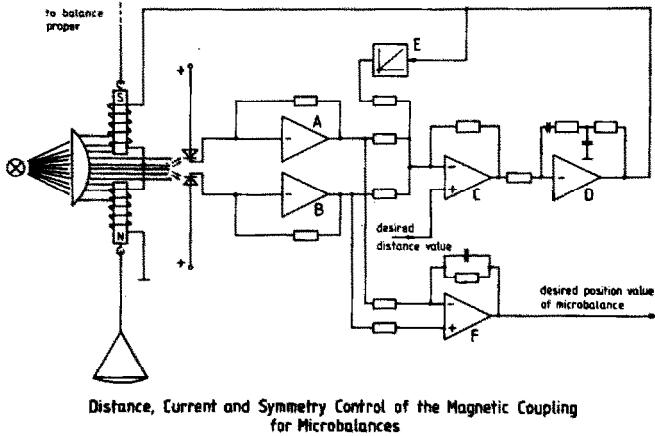 to balance
proper
E
S
A
B
C
D
desired
distance value
N
F
desired position value
of microbalance
Distance, Current and Symmetry Control of the Magnetic Coupling
for Microbalances